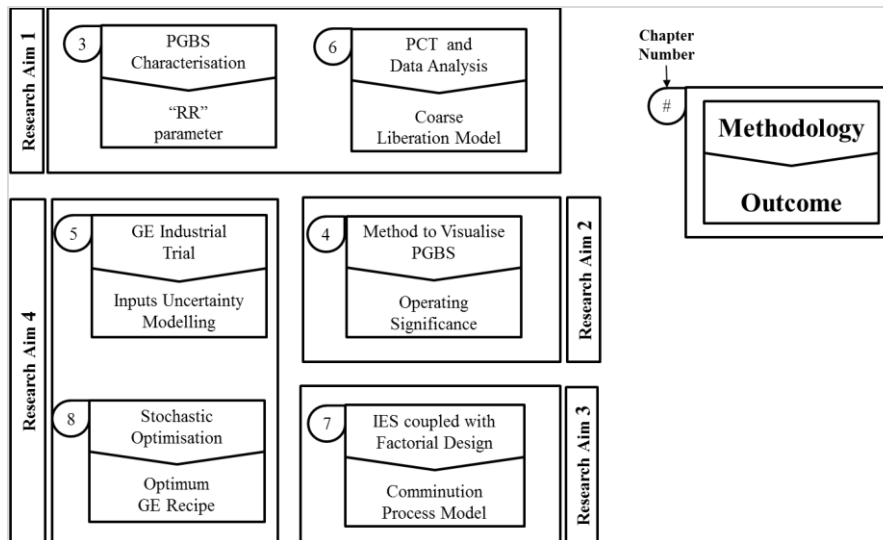 Research Aim 1
3
PGBS
Characterisation
“RR”
parameter
6
PCT and
Data Analysis
Coarse
Liberation Model
Chapter
Number
#
Methodology
Outcome
Research Aim 4
5
GE Industrial
Trial
Inputs Uncertainty
Modelling
4
Method to Visualise
PGBS
Operating
Significance
Research Aim 2
8
Stochastic
Optimisation
Optimum
GE Recipe
7
IES coupled with
Factorial Design
Comminution
Process Model
Research Aim 3